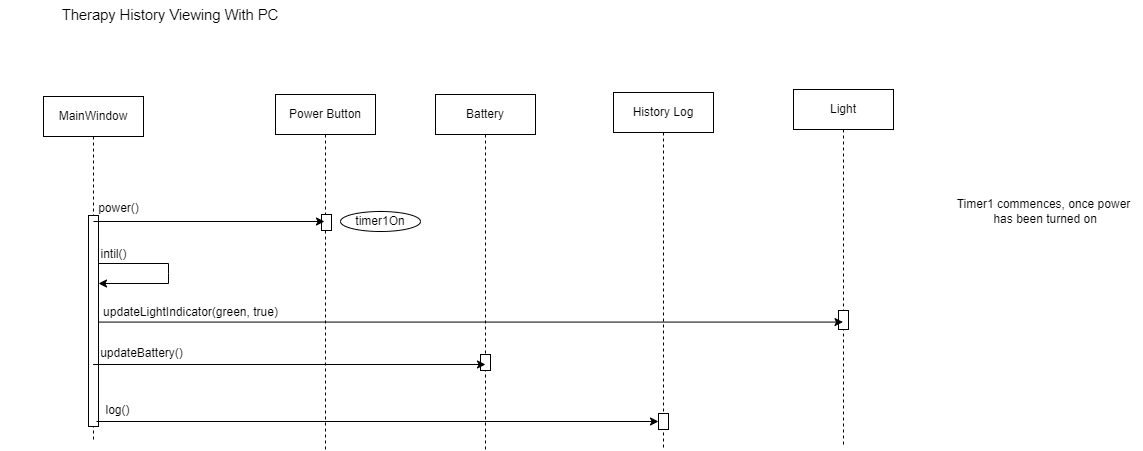 Therapy History Viewing With PC
MainWindow
Power Button
Battery
History Log
Light
power()
timer1On
Timer1 commences, once power
has been turned on
intil()
updateLightIndicator(green, true)
updateBattery()
log()